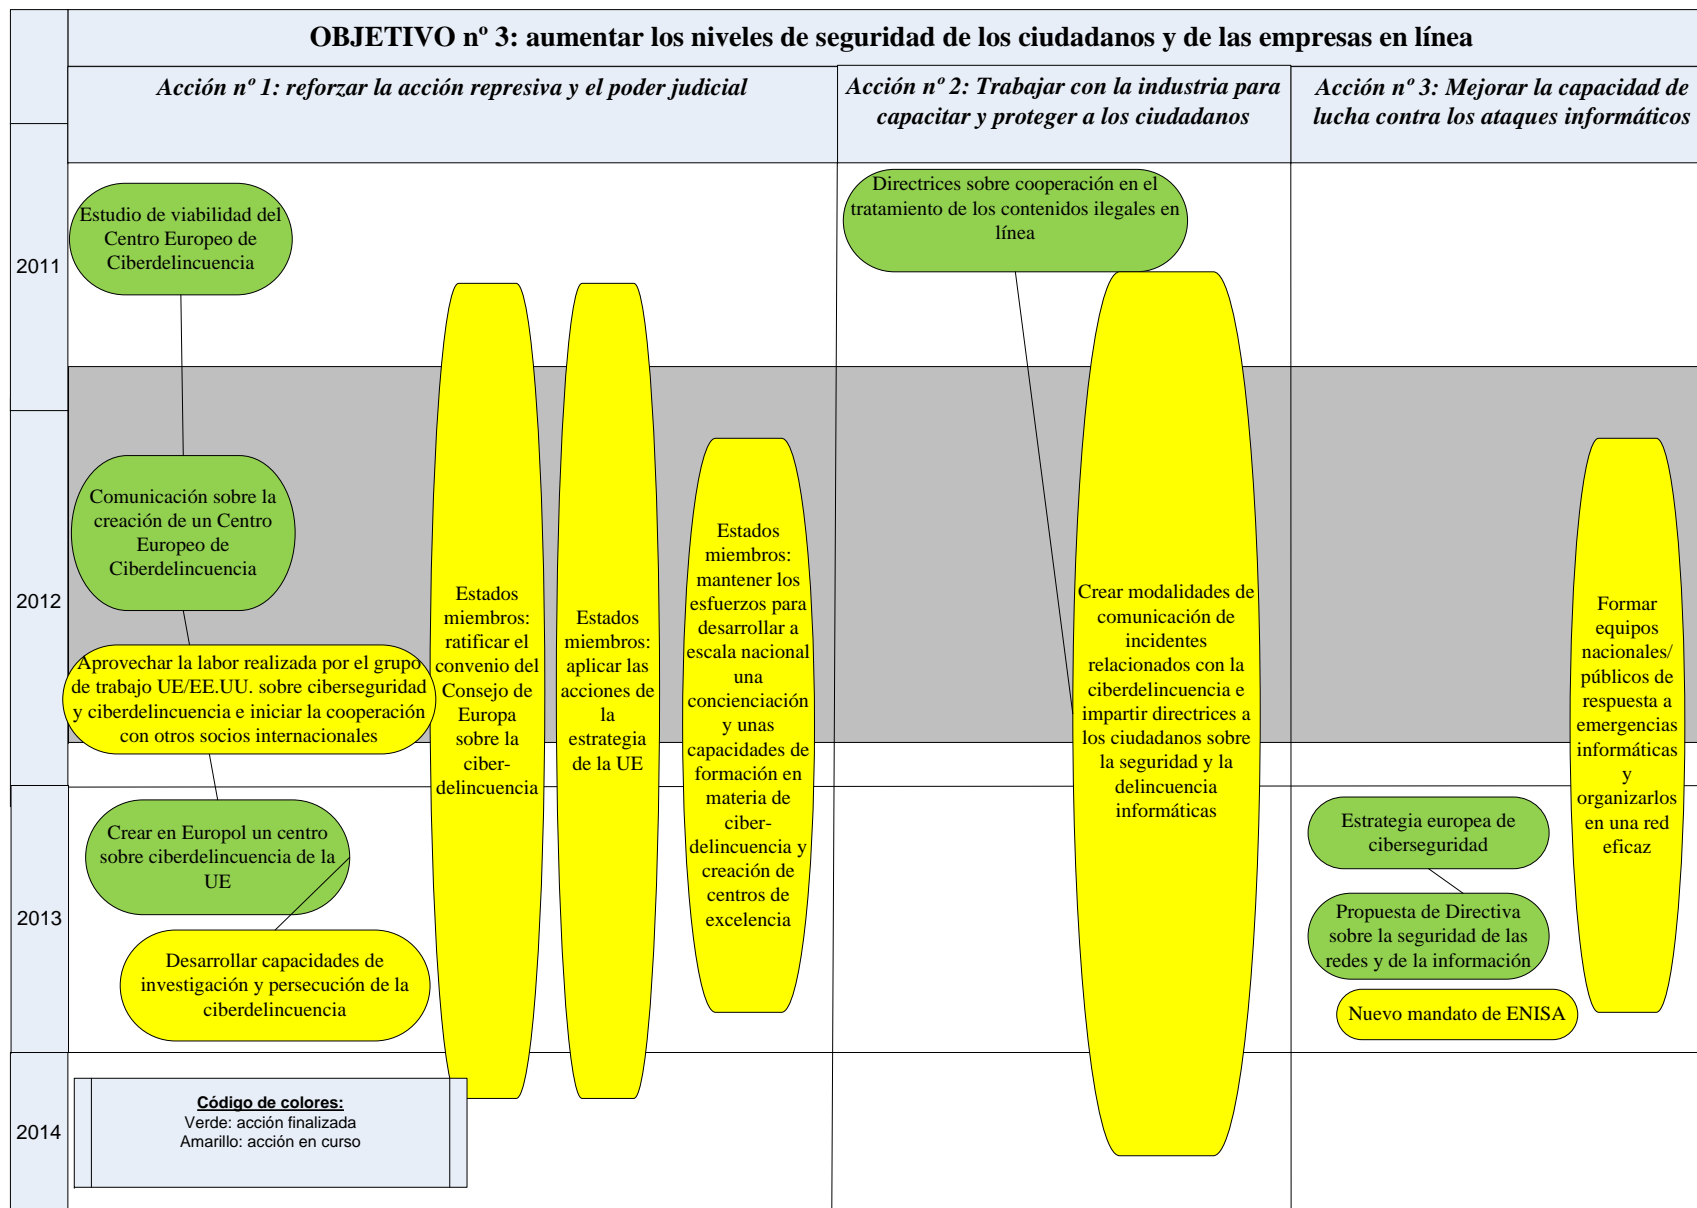 OBJETIVO nº 3: aumentar los niveles de seguridad de los ciudadanos y de las empresas en línea
Acción nº 1: reforzar la acción represiva y el poder judicial
Acción nº 2: Trabajar con la industria para
capacitar y proteger a los ciudadanos
Acción nº 3: Mejorar la capacidad de
lucha contra los ataques informáticos
2011
Estudio de viabilidad del
Centro Europeo de
Ciberdelincuencia
Directrices sobre cooperación en el
tratamiento de los contenidos ilegales en
línea
2012
Comunicación sobre la
creación de un Centro
Europeo de
Ciberdelincuencia
Aprovechar la labor realizada por el grupo
de trabajo UE/EE.UU. sobre ciberseguridad
y ciberdelincuencia e iniciar la cooperación
con otros socios internacionales
Estados
miembros:
ratificar el
convenio del
Consejo de
Europa
sobre la
ciber-
delincuencia
Estados
miembros:
aplicar las
acciones de
la
estrategia
de la UE
Estados
miembros:
mantener los
esfuerzos para
desarrollar a
escala nacional
una
concienciación
y unas
capacidades de
formación en
materia de
ciber-
delincuencia y
creación de
centros de
excelencia
Crear modalidades de
comunicación de
incidentes
relacionados con la
ciberdelincuencia e
impartir directrices a
los ciudadanos sobre
la seguridad y la
delincuencia
informáticas
Formar
equipos
nacionales/
públicos de
respuesta a
emergencias
informáticas
y
organizarlos
en una red
eficaz
2013
Crear en Europol un centro
sobre ciberdelincuencia de la
UE
Desarrollar capacidades de
investigación y persecución de la
ciberdelincuencia
Estrategia europea de
ciberseguridad
Propuesta de Directiva
sobre la seguridad de las
redes y de la información
Nuevo mandato de ENISA
2014
Código de colores:
Verde: acción finalizada
Amarillo: acción en curso